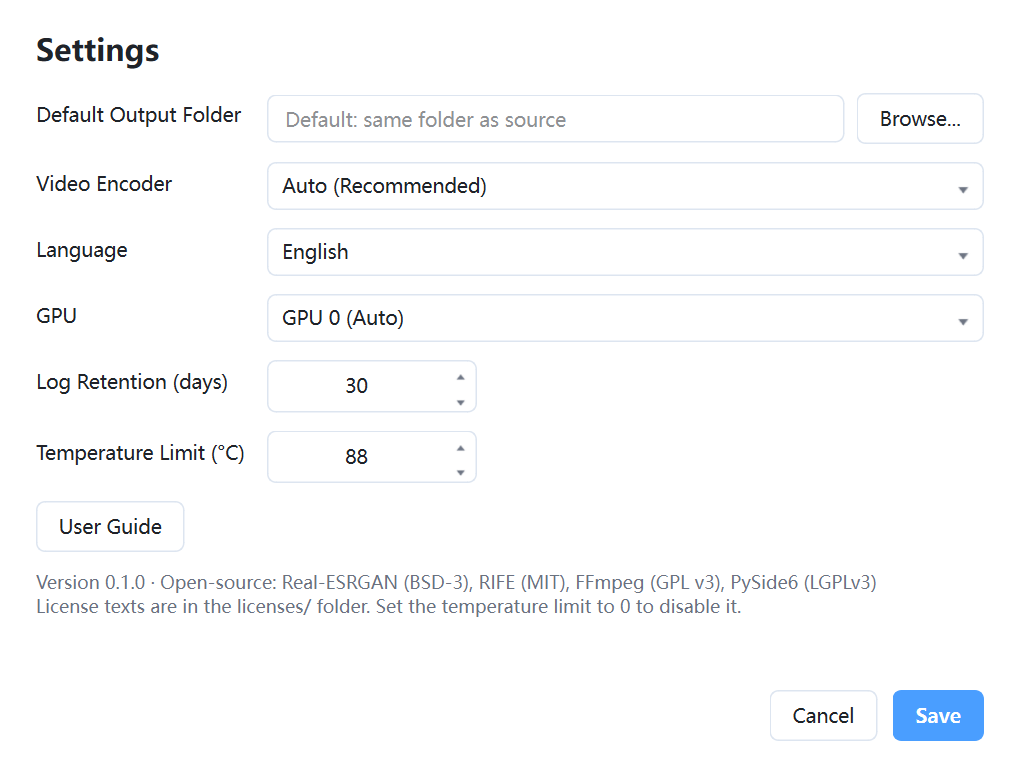 Settings
Default Output Folder
Default: same folder as source
Browse...
Video Encoder
Auto (Recommended)
Language
English
GPU
GPU 0 (Auto)
Log Retention (days)
30
Temperature Limit (°C)
88
User Guide
Version 0.1.0 · Open-source: Real-ESRGAN (BSD-3), RIFE (MIT), FFmpeg (GPL v3), PySide6 (LGPLv3)
License texts are in the licenses/ folder. Set the temperature limit to 0 to disable it.
Cancel
Save